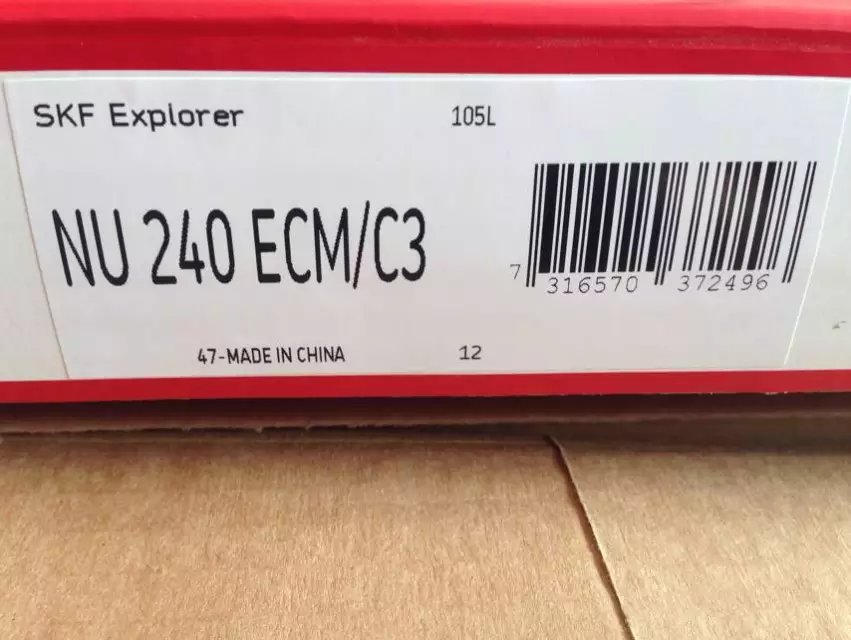 SKF Explorer 105L
NU 240 ECM/C3
7 316570 372496
47-MADE IN CHINA 12